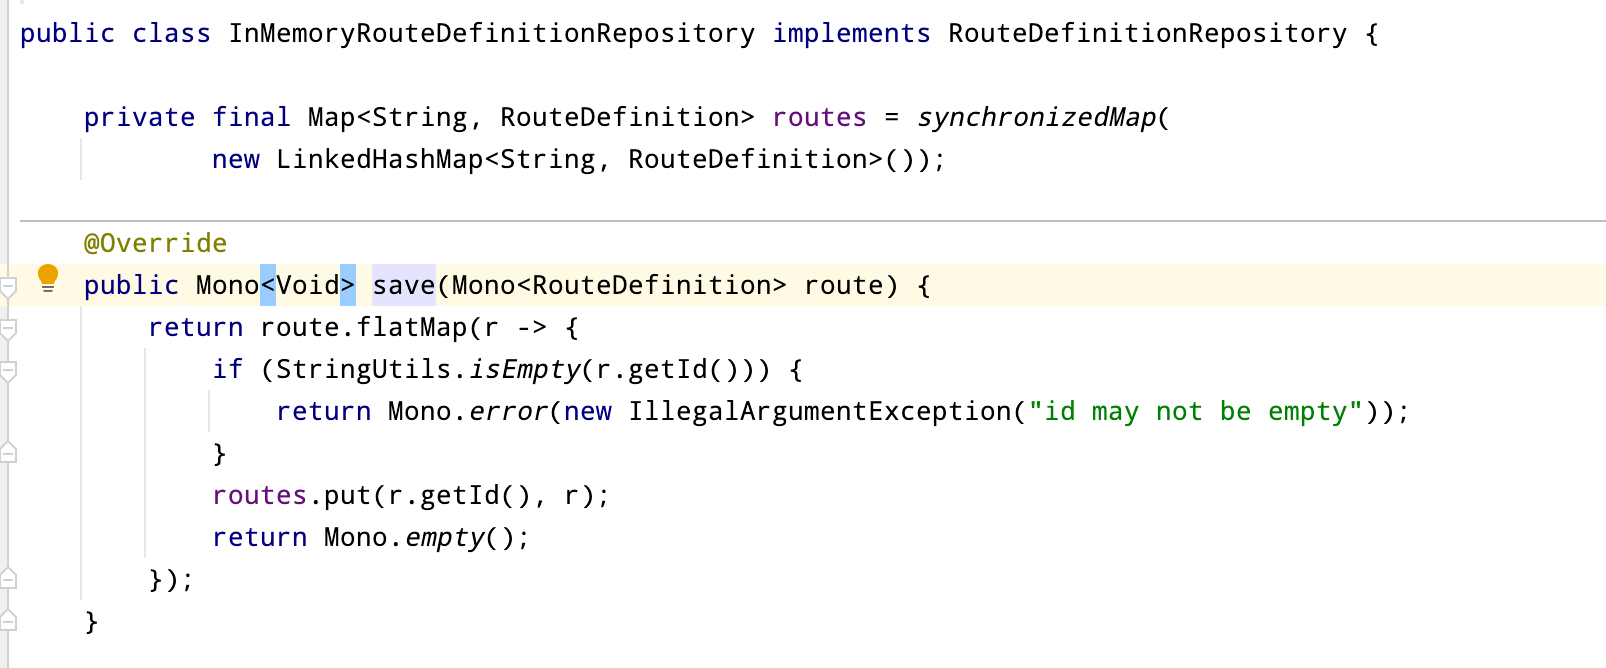 public class InMemoryRouteDefinitionRepository implements RouteDefinitionRepository {
private final Map<String, RouteDefinition> routes = synchronizedMap(
new LinkedHashMap<String, RouteDefinition>());
@Override
public Mono<Void> save(Mono<RouteDefinition> route) {
return route.flatMap(r -> {
if (StringUtils.isEmpty(r.getId())) {
return Mono.error(new IllegalArgumentException("id may not be empty"));
}
routes.put(r.getId(), r);
return Mono.empty();
});
}